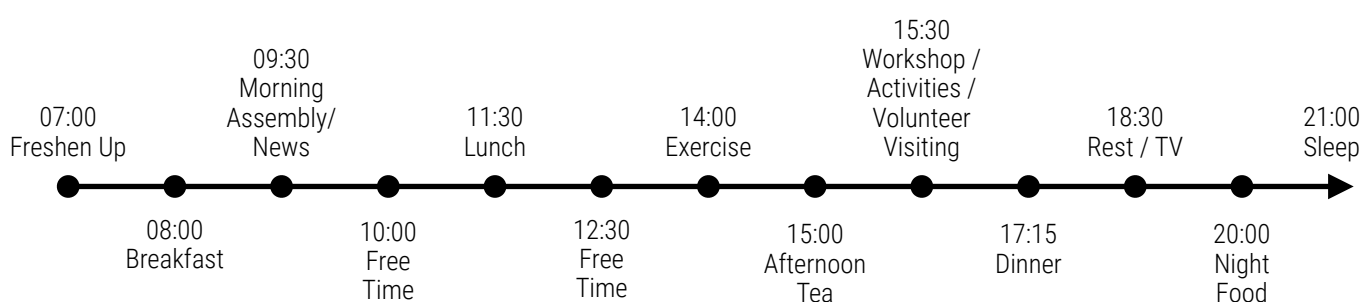 07:00
Freshen Up
08:00
Breakfast
09:30
Morning
Assembly/
News
10:00
Free
Time
11:30
Lunch
12:30
Free
Time
14:00
Exercise
15:00
Afternoon
Tea
15:30
Workshop /
Activities /
Volunteer
Visiting
17:15
Dinner
18:30
Rest / TV
20:00
Night
Food
21:00
Sleep